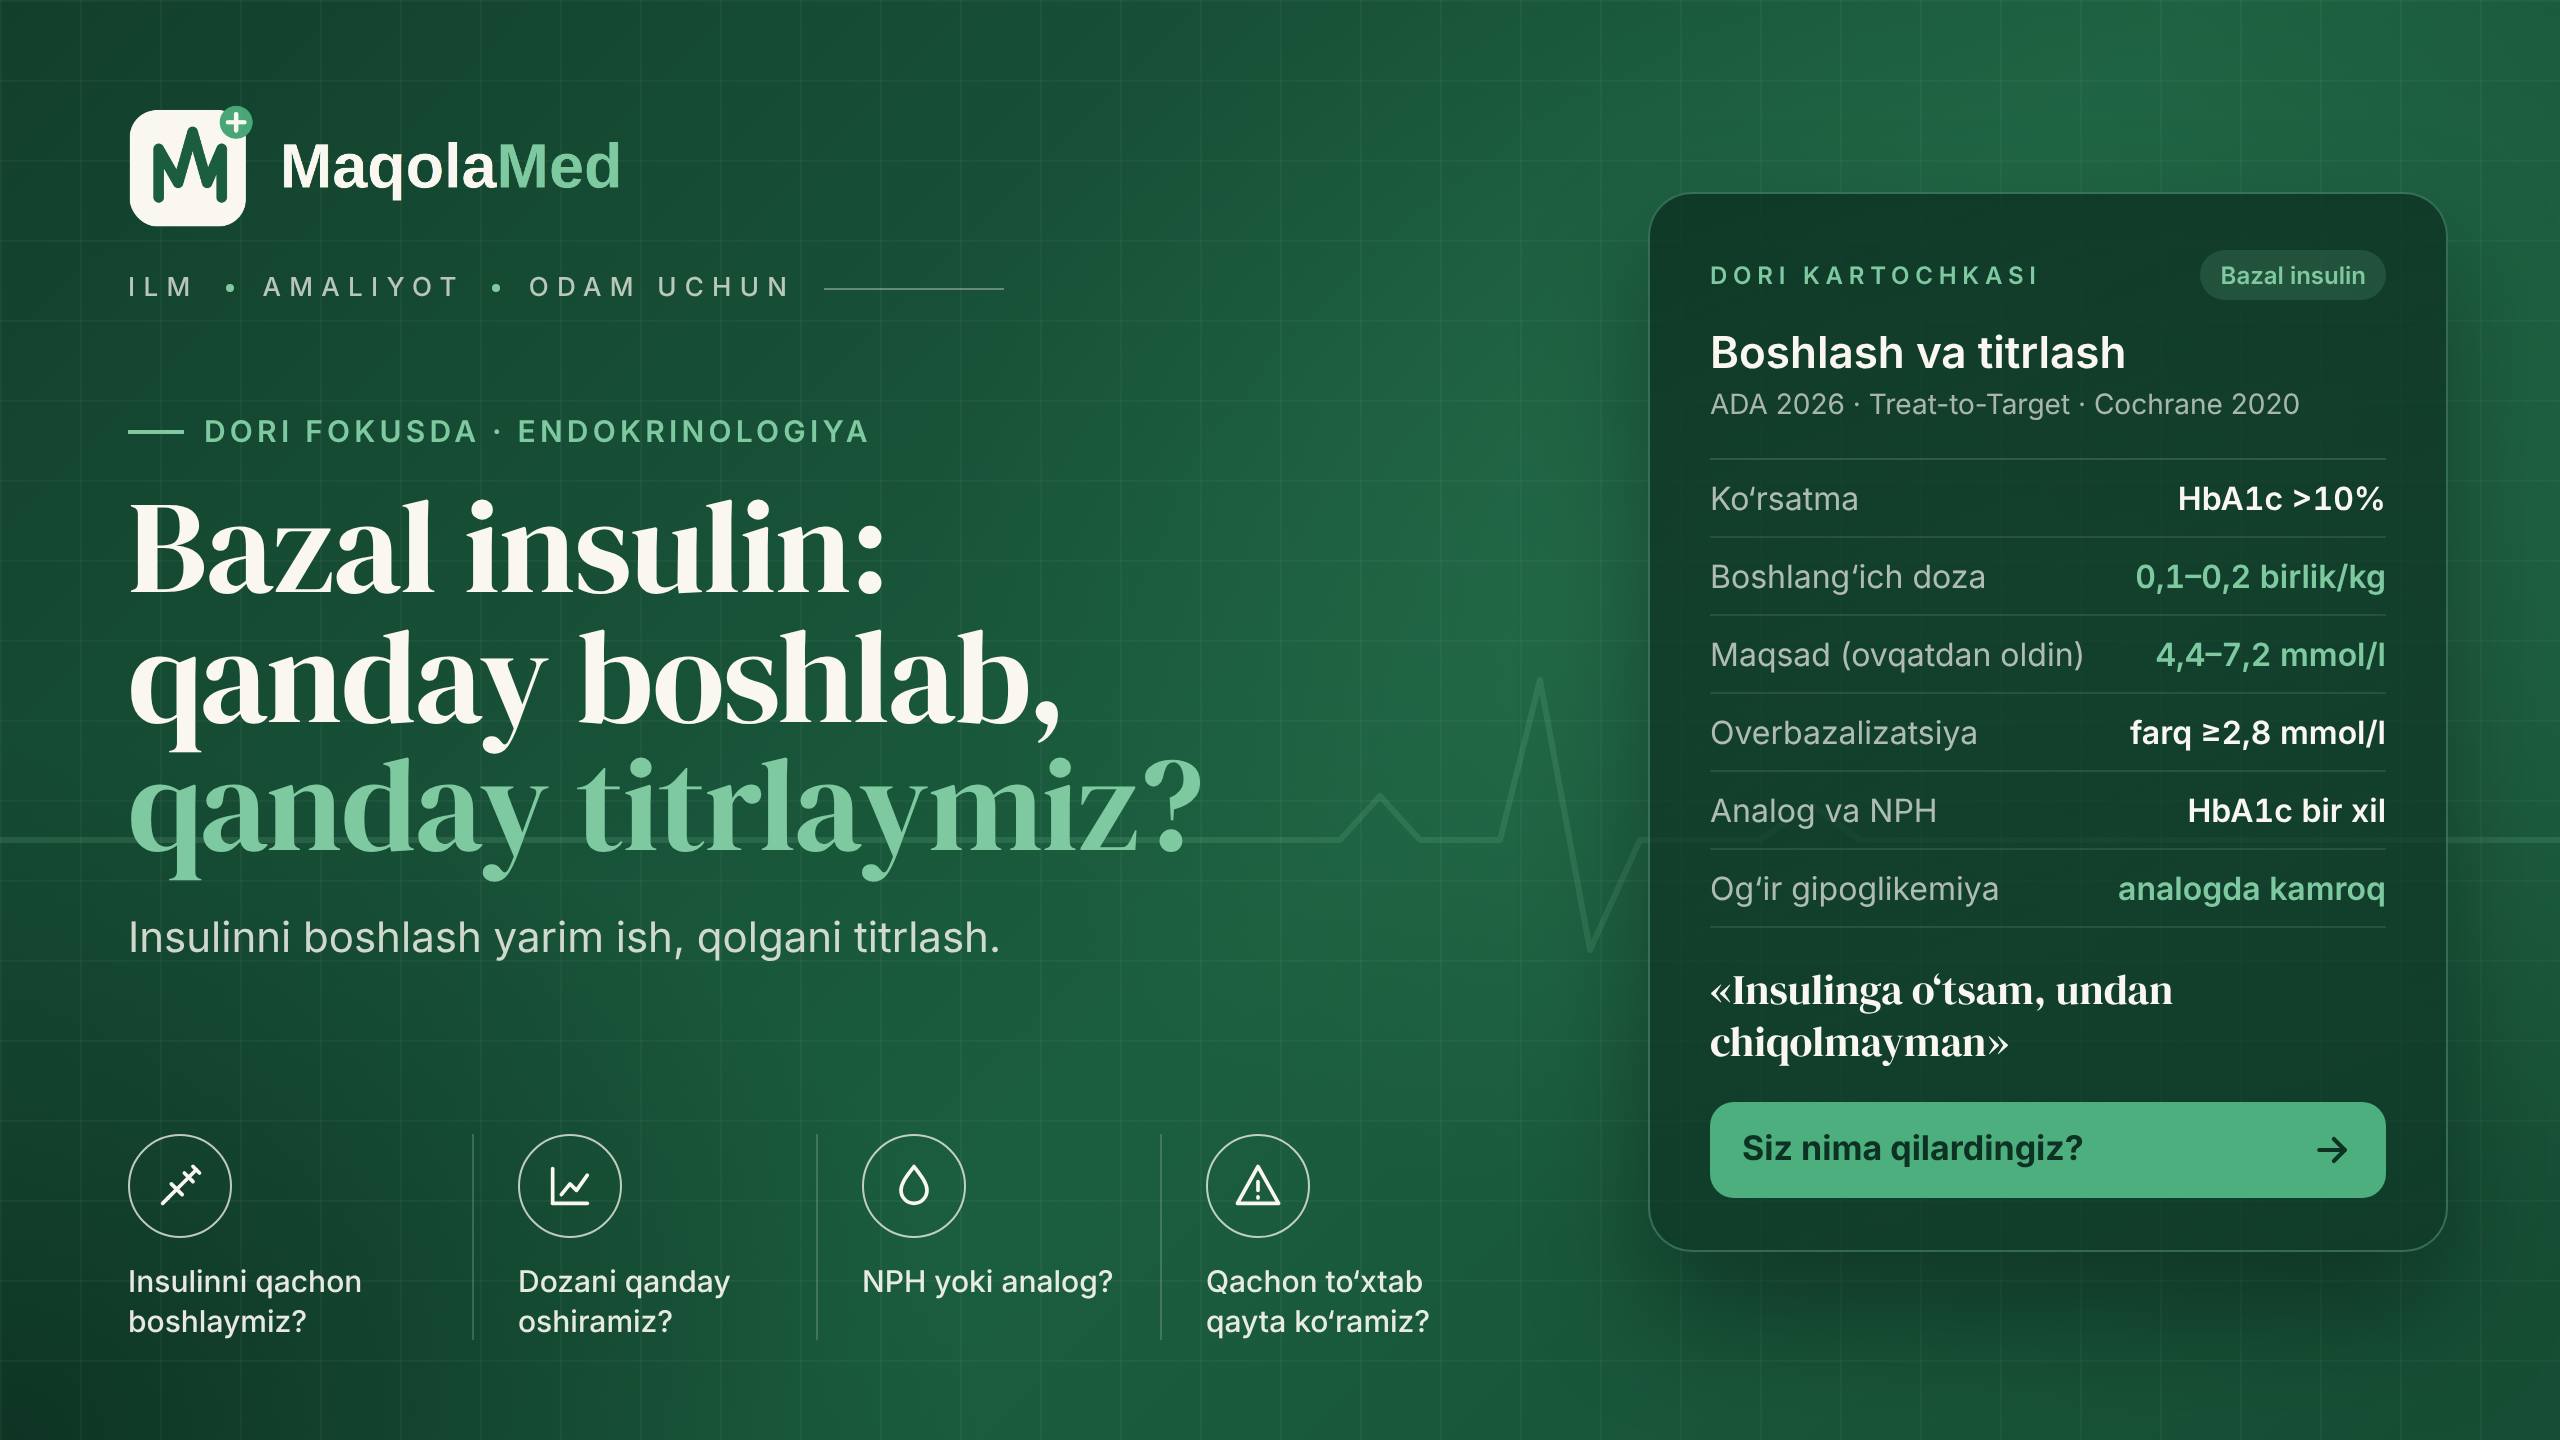 MaqolaMed
ILM • AMALIYOT • ODAM UCHUN
DORI FOKUSDA · ENDOKRINOLOGIYA
Bazal insulin:
qanday boshlab,
qanday titrlaymiz?
Insulinni boshlash yarim ish, qolgani titrlash.
Insulinni qachon
boshlaymiz?
Dozani qanday
oshiramiz?
NPH yoki analog?
Qachon to‘xtab
qayta ko‘ramiz?
DORI KARTOCHKASI
Bazal insulin
Boshlash va titrlash
ADA 2026 · Treat-to-Target · Cochrane 2020
Ko‘rsatma HbA1c >10%
Boshlang‘ich doza 0,1–0,2 birlik/kg
Maqsad (ovqatdan oldin) 4,4–7,2 mmol/l
Overbazalizatsiya farq ≥2,8 mmol/l
Analog va NPH HbA1c bir xil
Og‘ir gipoglikemiya analogda kamroq
«Insulinga o‘tsam, undan
chiqolmayman»
Siz nima qilardingiz? →